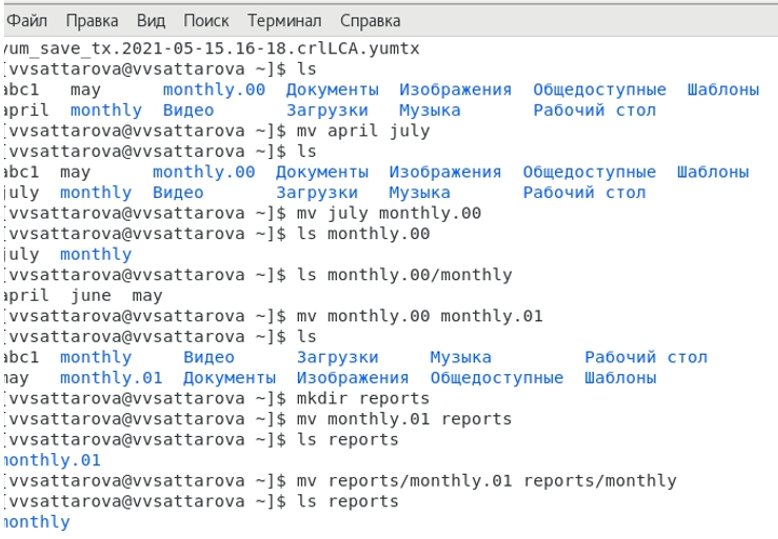 Файл Правка Вид Поиск Терминал Справка
yum_save_tx.2021-05-15.16-18.crlLCA.yumtx
[vvsattarova@vvsattarova ~]$ ls
abc1 may monthly.00 Документы Изображения Общедоступные Шаблоны
april monthly Видео Загрузки Музыка Рабочий стол
[vvsattarova@vvsattarova ~]$ mv april july
[vvsattarova@vvsattarova ~]$ ls
abc1 may monthly.00 Документы Изображения Общедоступные Шаблоны
july monthly Видео Загрузки Музыка Рабочий стол
[vvsattarova@vvsattarova ~]$ mv july monthly.00
[vvsattarova@vvsattarova ~]$ ls monthly.00
july monthly
[vvsattarova@vvsattarova ~]$ ls monthly.00/monthly
april june may
[vvsattarova@vvsattarova ~]$ mv monthly.00 monthly.01
[vvsattarova@vvsattarova ~]$ ls
abc1 monthly Видео Загрузки Музыка Рабочий стол
may monthly.01 Документы Изображения Общедоступные Шаблоны
[vvsattarova@vvsattarova ~]$ mkdir reports
[vvsattarova@vvsattarova ~]$ mv monthly.01 reports
[vvsattarova@vvsattarova ~]$ ls reports
monthly.01
[vvsattarova@vvsattarova ~]$ mv reports/monthly.01 reports/monthly
[vvsattarova@vvsattarova ~]$ ls reports
monthly